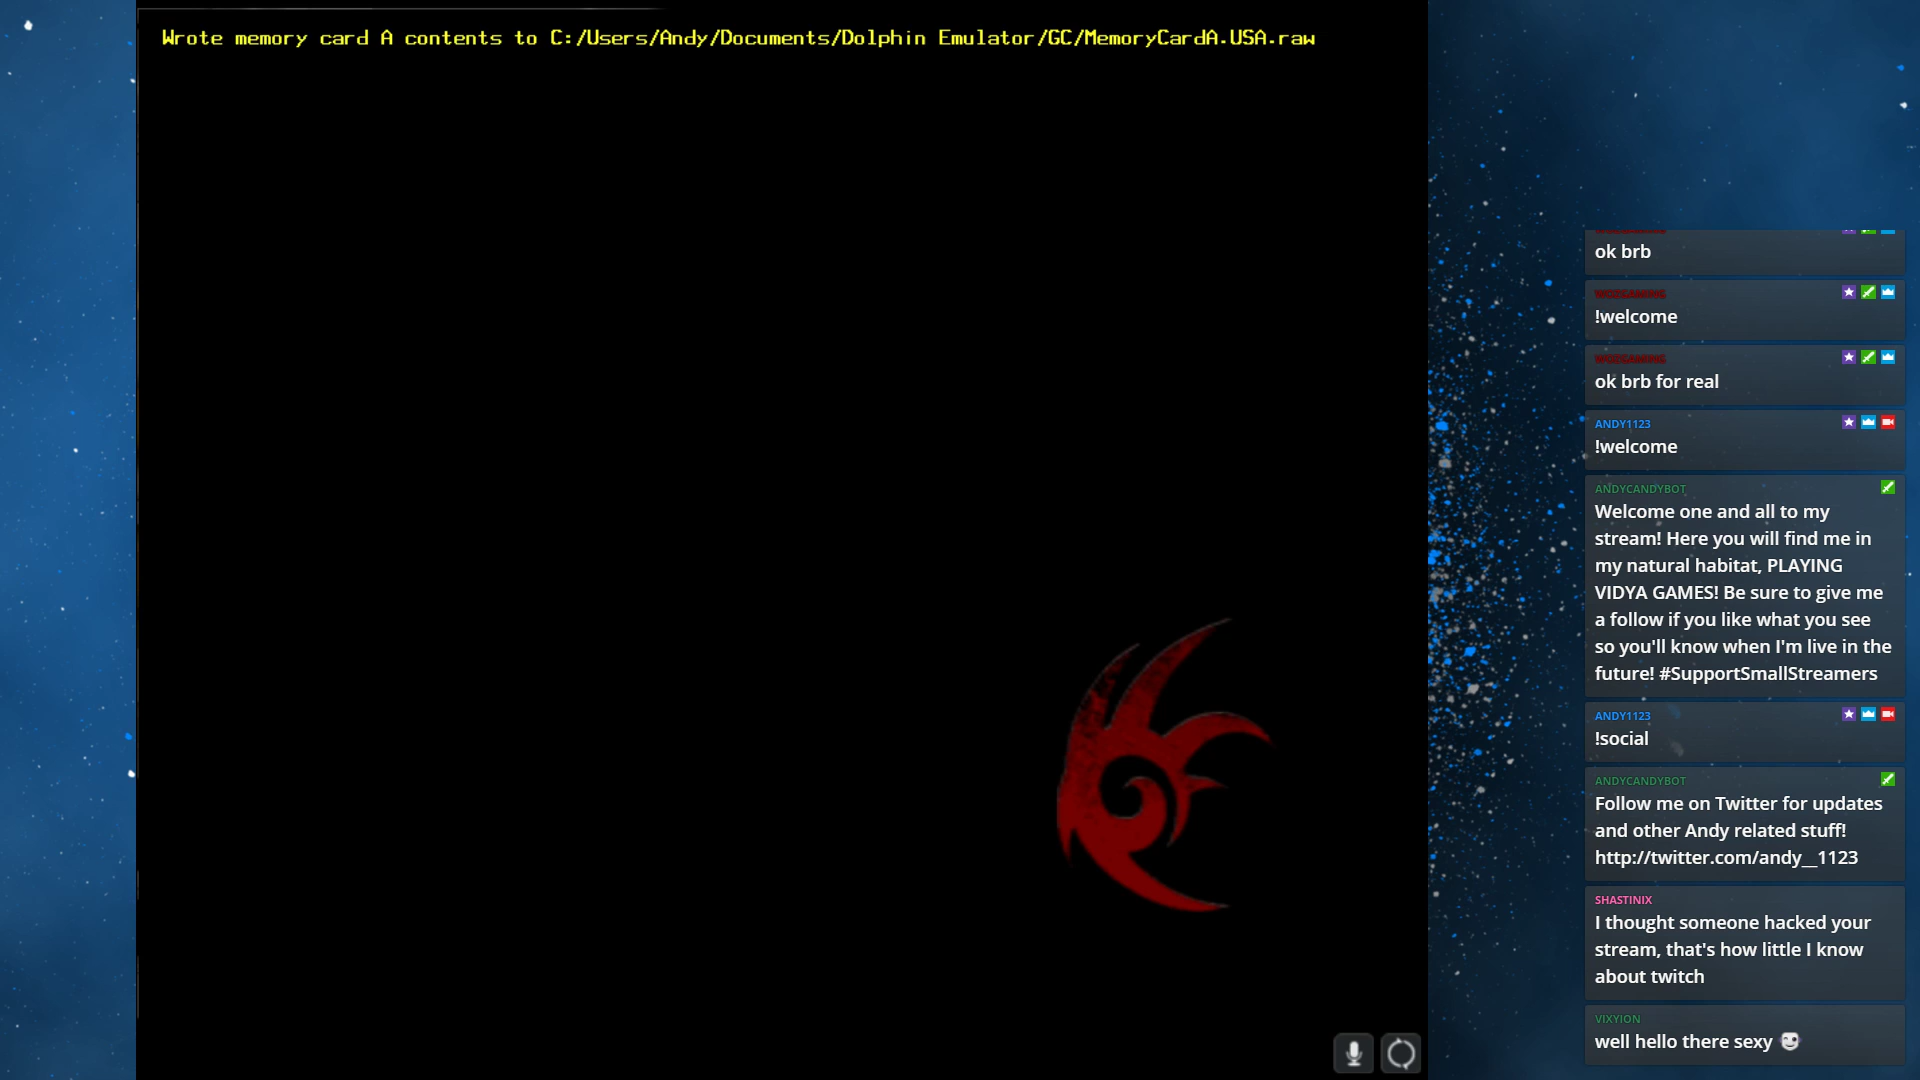 Wrote memory card A contents to C:/Users/Andy/Documents/Dolphin Emulator/GC/MemoryCardA.USA.raw
ok brb
WOZGAMING
!welcome
WOZGAMING
ok brb for real
ANDY1123
!welcome
ANDYCANDYBOT
Welcome one and all to my
stream! Here you will find me in
my natural habitat, PLAYING
VIDYA GAMES! Be sure to give me
a follow if you like what you see
so you'll know when I'm live in the
future! #SupportSmallStreamers
ANDY1123
!social
ANDYCANDYBOT
Follow me on Twitter for updates
and other Andy related stuff!
http://twitter.com/andy__1123
SHASTINIX
I thought someone hacked your
stream, that's how little I know
about twitch
VIXYION
well hello there sexy